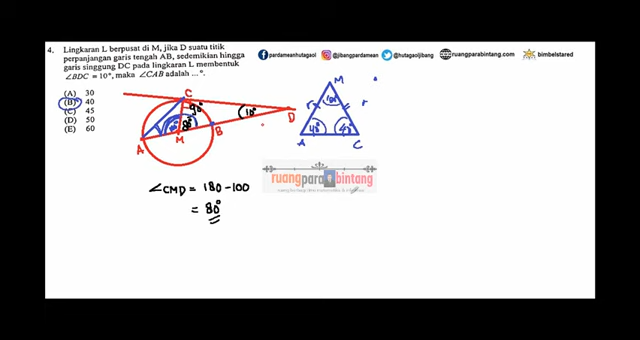 4. Lingkaran L berpusat di M, jika D suatu titik
perpanjangan garis tengah AB, sedemikian hingga
garis singgung DC pada lingkaran L membentuk
∠BDC = 10°, maka ∠CAB adalah ... °.
(A) 30
(B) 40
(C) 45
(D) 50
(E) 60
pardameanhutagaol @jibangpardamean @hutagoljibang ruangparabintang.com bimbelstared
C
90°
10°
D
80°
B
M
A
M
100°
r
r
40°
40°
A
C
∠CMD = 180 - 100
= 80°
ruangparabintang